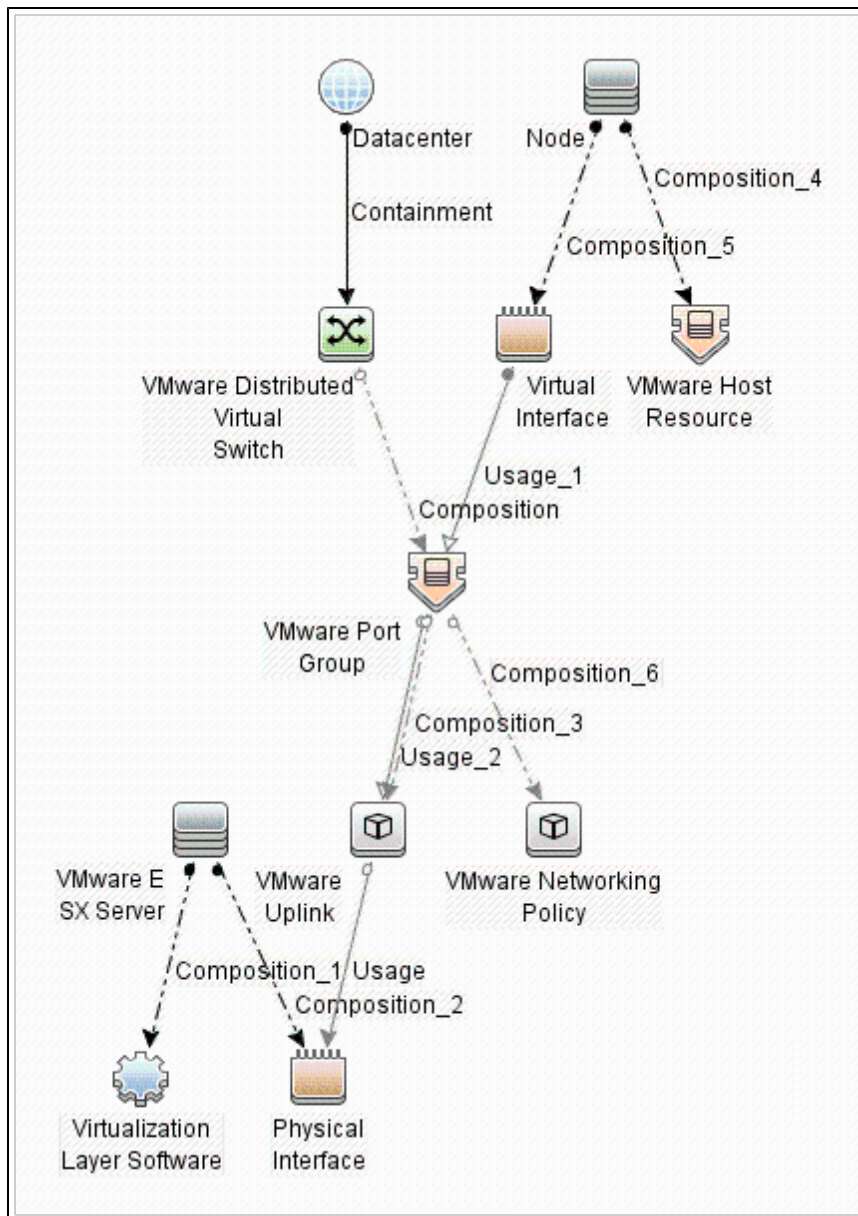 Datacenter
Node
Composition_4
Containment
Composition_5
VMware Distributed
Virtual
Switch
Virtual
Interface
VMware Host
Resource
Usage_1
Composition
VMware Port
Group
Composition_6
Composition_3
Usage_2
VMware E
SX Server
VMware
Uplink
VMware Networking
Policy
Composition_1
Usage
Composition_2
Virtualization
Layer Software
Physical
Interface